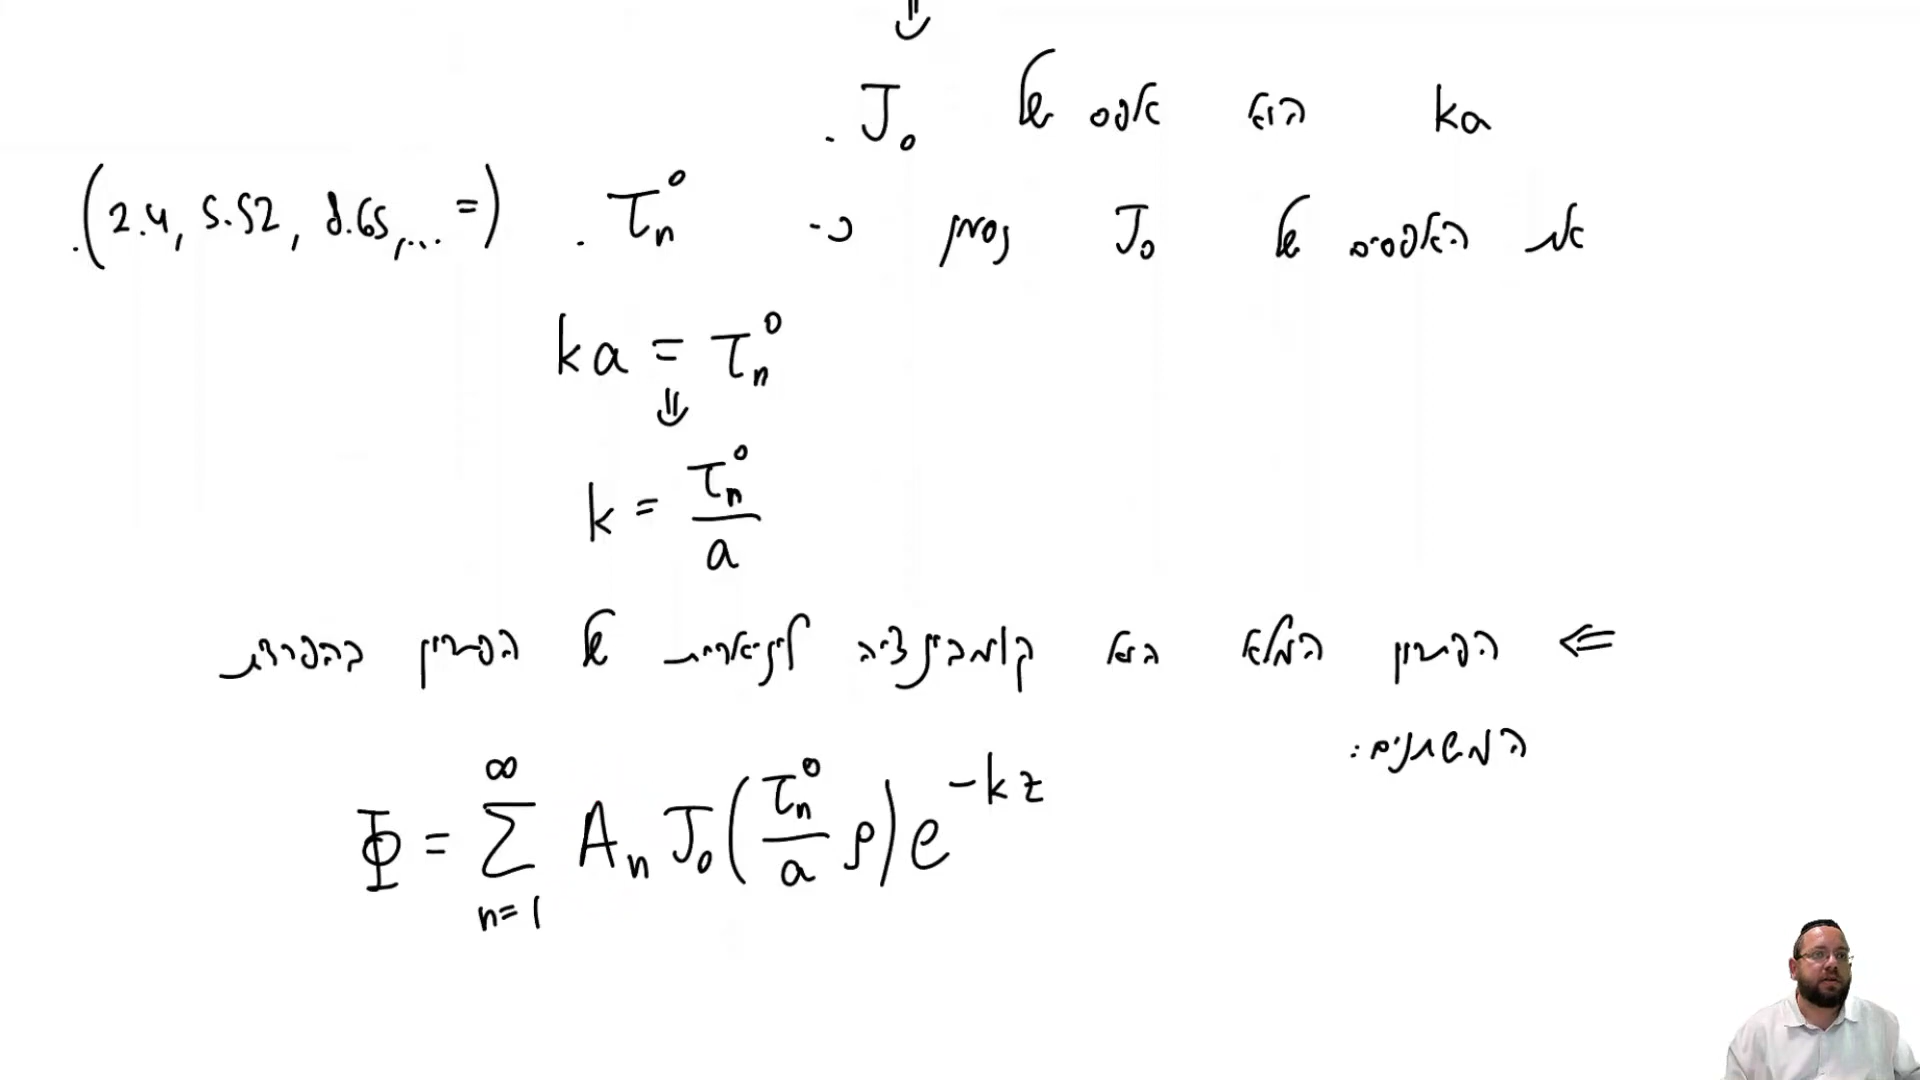 ⇓
ka הוא אפס של J₀.
את האפסים של J₀ נסמן כ- τₙ⁰. (= 2.4, 5.52, 8.65,...).
ka = τₙ⁰
⇓
k = τₙ⁰/a
⇐ הפתרון המלא הוא קומבינציה לינארית של הפתרון בהפרדת
המשתנים:
Φ = ∑_{n=1}^{∞} Aₙ J₀(τₙ⁰/a ρ) e^{-kz}